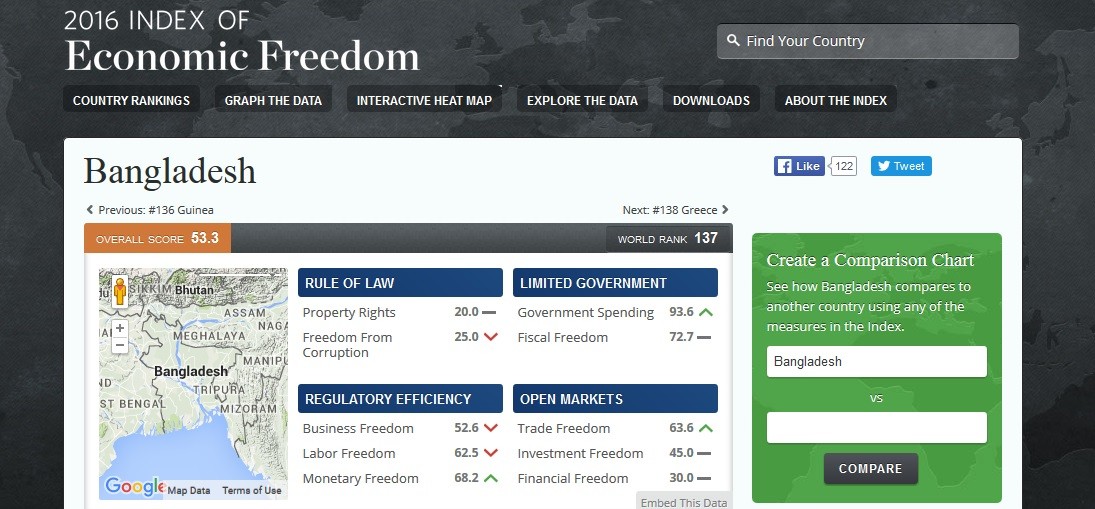 2016 INDEX OF
Economic Freedom
Find Your Country
COUNTRY RANKINGS
GRAPH THE DATA
INTERACTIVE HEAT MAP
EXPLORE THE DATA
DOWNLOADS
ABOUT THE INDEX
Bangladesh
Like 122
Tweet
Previous: #136 Guinea
Next: #138 Greece
OVERALL SCORE 53.3
WORLD RANK 137
SIKKIM Bhutan
ASSAM
NAGA
MEGHALAYA
MANIPU
Bangladesh
ND
TRIPURA
ST BENGAL
MIZORAM
+
−
Google Map Data Terms of Use
RULE OF LAW
Property Rights 20.0
Freedom From 25.0
Corruption
LIMITED GOVERNMENT
Government Spending 93.6
Fiscal Freedom 72.7
REGULATORY EFFICIENCY
Business Freedom 52.6
Labor Freedom 62.5
Monetary Freedom 68.2
OPEN MARKETS
Trade Freedom 63.6
Investment Freedom 45.0
Financial Freedom 30.0
Embed This Data
Create a Comparison Chart
See how Bangladesh compares to
another country using any of the
measures in the Index.
Bangladesh
vs
COMPARE